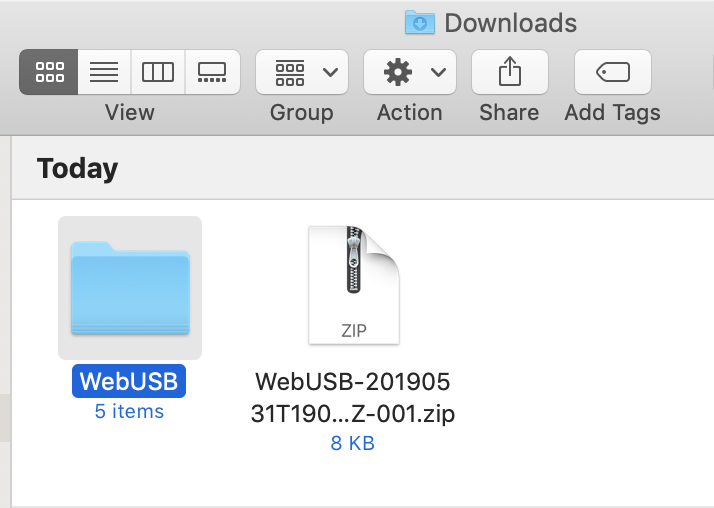 Downloads
View
Group
Action
Share
Add Tags
Today
ZIP
WebUSB
5 items
WebUSB-201905
31T190...Z-001.zip
8 KB